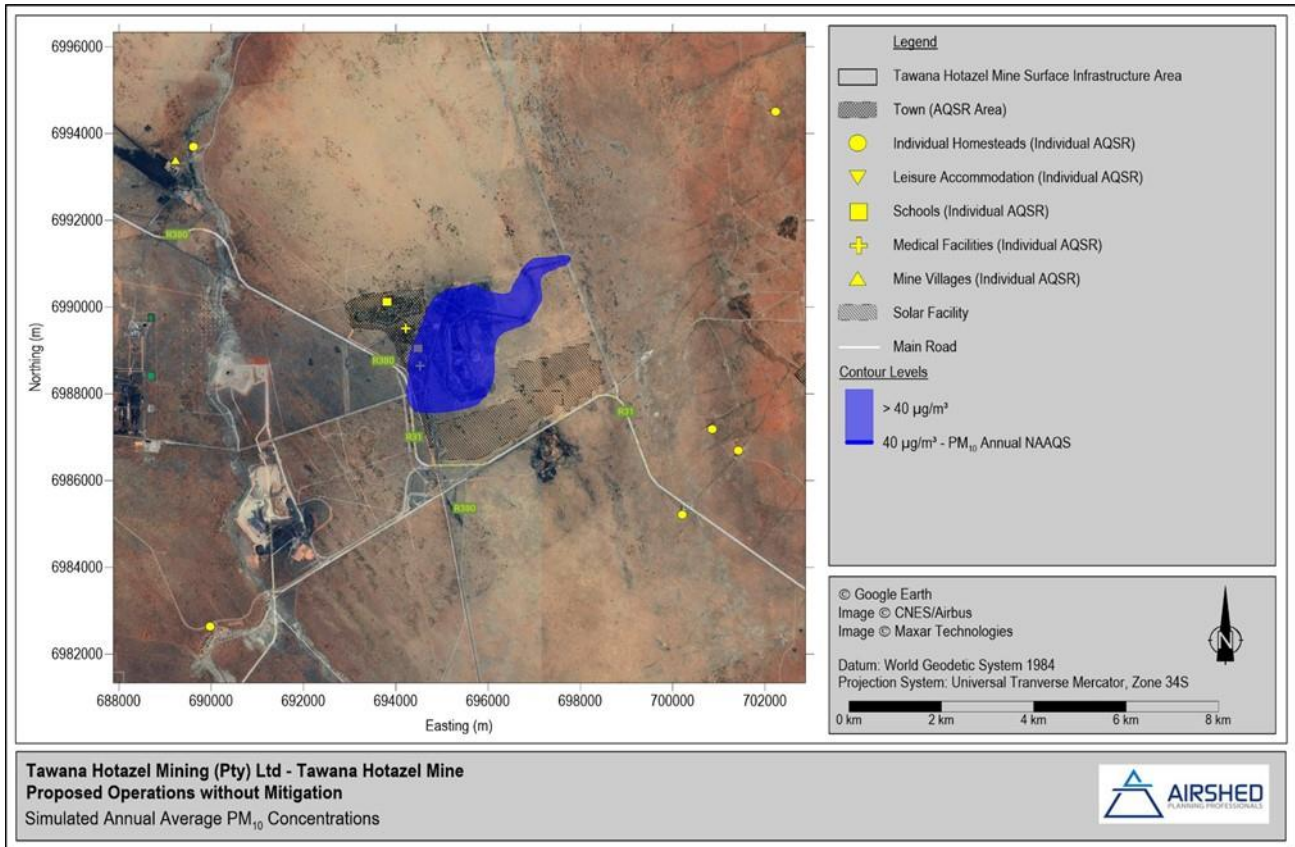 6996000
6994000
6992000
6990000
6988000
6986000
6984000
6982000
Northing (m)
688000 690000 692000 694000 696000 698000 700000 702000
Easting (m)
R380
R380
R31
R31
R380
Legend
Tawana Hotazel Mine Surface Infrastructure Area
Town (AQSR Area)
Individual Homesteads (Individual AQSR)
Leisure Accommodation (Individual AQSR)
Schools (Individual AQSR)
Medical Facilities (Individual AQSR)
Mine Villages (Individual AQSR)
Solar Facility
Main Road
Contour Levels
> 40 µg/m³
40 µg/m³ - PM₁₀ Annual NAAQS
© Google Earth
Image © CNES/Airbus
Image © Maxar Technologies
N
Datum: World Geodetic System 1984
Projection System: Universal Tranverse Mercator, Zone 34S
0 km 2 km 4 km 6 km 8 km
Tawana Hotazel Mining (Pty) Ltd - Tawana Hotazel Mine
Proposed Operations without Mitigation
Simulated Annual Average PM₁₀ Concentrations
AIRSHED
PLANNING PROFESSIONALS